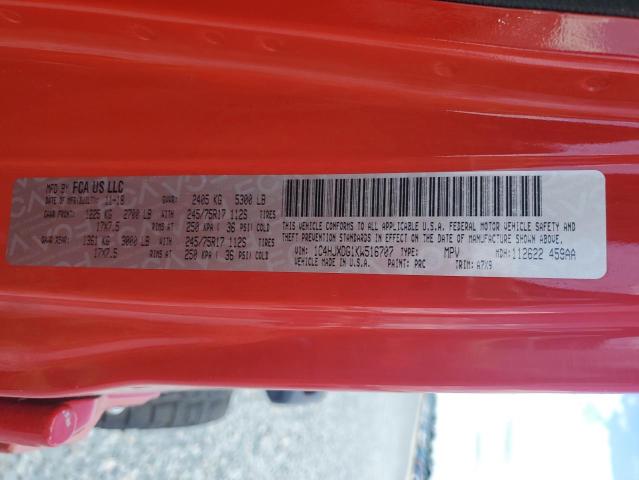 MFD BY FCA US LLC
DATE OF MFR/BUILT: 11-18 GVWR: 2405 KG 5300 LB
GAWR FRONT: 1225 KG 2700 LB 245/75R17 112S TIRES
17X7.5 RIMS AT 250 KPA ( 36 PSI) COLD
GAWR REAR: 1361 KG 3000 LB 245/75R17 112S TIRES
17X7.5 RIMS AT 250 KPA ( 36 PSI) COLD
THIS VEHICLE CONFORMS TO ALL APPLICABLE U.S.A. FEDERAL MOTOR VEHICLE SAFETY AND
THEFT PREVENTION STANDARDS IN EFFECT ON THE DATE OF MANUFACTURE SHOWN ABOVE.
VIN: 1C4HJXDG1KW516707 TYPE: MPV MDH: 112622 459AA
VEHICLE MADE IN U.S.A. PAINT: PRC TRIM: A7X9